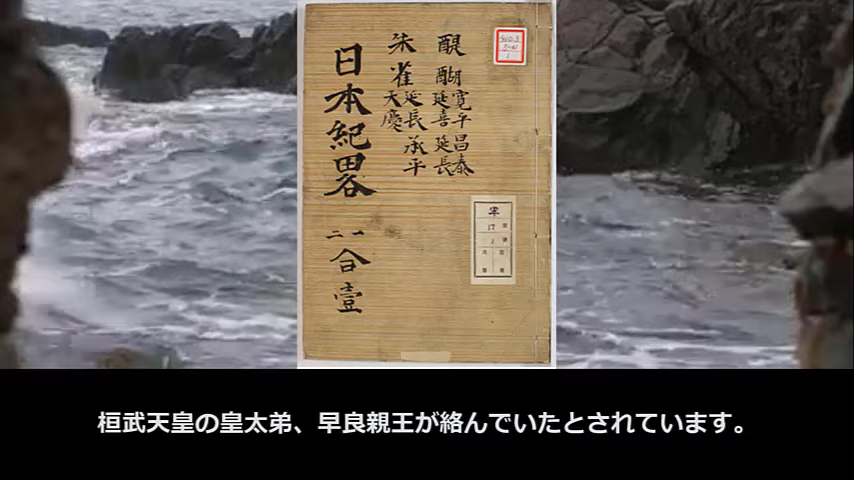 醍醐寛平昌泰
延喜延長
朱雀延長承平
天慶
日本紀畧 一二合壹
桓武天皇の皇太弟、早良親王が絡んでいたとされています。